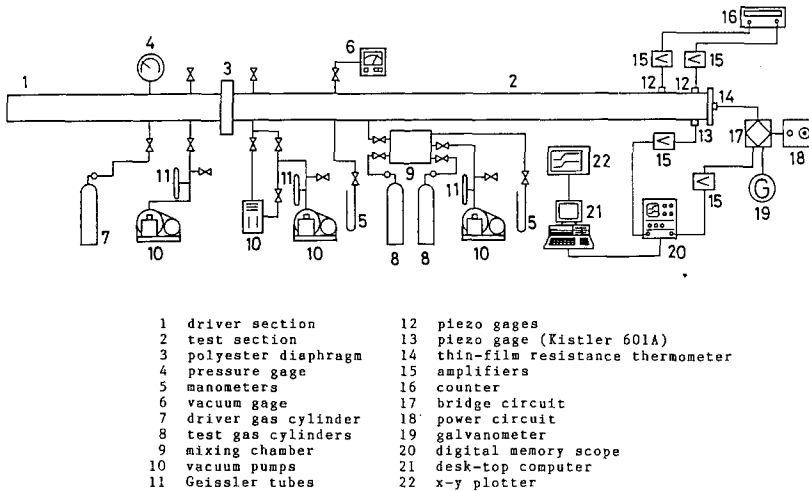 4
6
16
1
3
2
15
15
12
12
14
13
17
18
11
11
9
11
15
22
G
15
19
5
5
21
7
10
10
10
8
8
10
20
1 driver section
2 test section
3 polyester diaphragm
4 pressure gage
5 manometers
6 vacuum gage
7 driver gas cylinder
8 test gas cylinders
9 mixing chamber
10 vacuum pumps
11 Geissler tubes
12 piezo gages
13 piezo gage (Kistler 601A)
14 thin-film resistance thermometer
15 amplifiers
16 counter
17 bridge circuit
18 power circuit
19 galvanometer
20 digital memory scope
21 desk-top computer
22 x-y plotter